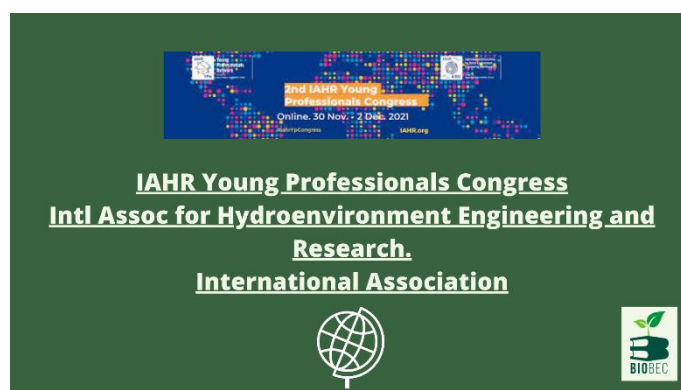 2nd IAHR Young
Professionals Congress
Online. 30 Nov. - 2 Dec. 2021
IAHR.org
IAHR Young Professionals Congress
Intl Assoc for Hydroenvironment Engineering and
Research.
International Association
BIOBEC